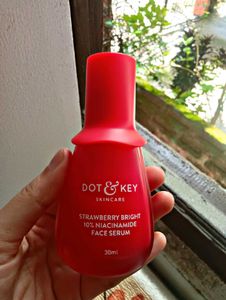 DOT & KEY
SKINCARE
STRAWBERRY BRIGHT
10% NIACINAMIDE
FACE SERUM
30ml